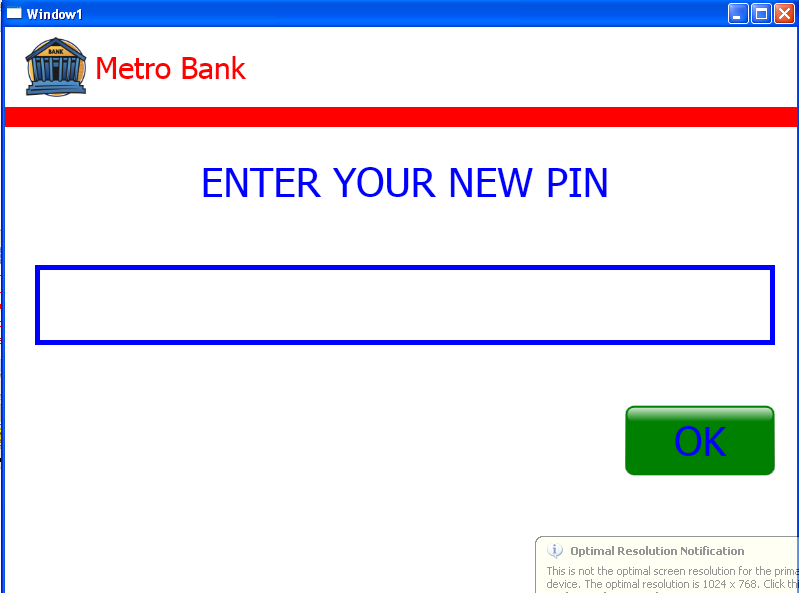 Window1
BANK
Metro Bank
ENTER YOUR NEW PIN
OK
Optimal Resolution Notification
This is not the optimal screen resolution for the prima
device. The optimal resolution is 1024 x 768. Click th